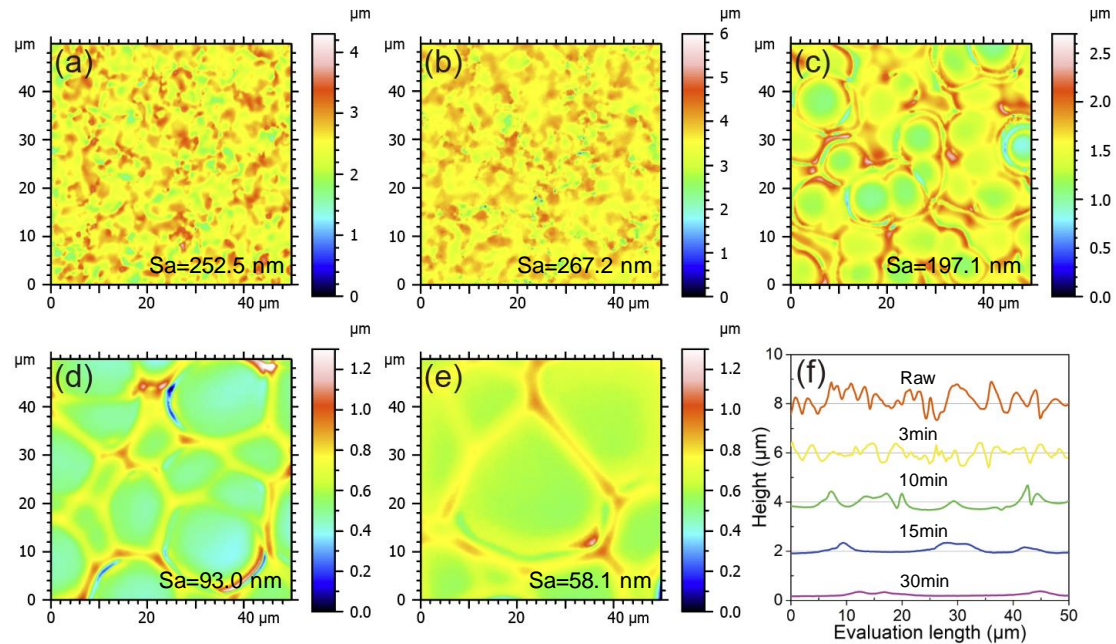 (a)
µm
µm
40
30
20
10
0
0
20
40 µm
4
3
2
1
0
Sa=252.5 nm
(b)
µm
µm
40
30
20
10
0
0
20
40 µm
6
5
4
3
2
1
0
Sa=267.2 nm
(c)
µm
µm
40
30
20
10
0
0
20
40 µm
2.5
2.0
1.5
1.0
0.5
0.0
Sa=197.1 nm
(d)
µm
µm
40
30
20
10
0
0
20
40 µm
1.2
1.0
0.8
0.6
0.4
0.2
0.0
Sa=93.0 nm
(e)
µm
µm
40
30
20
10
0
0
20
40 µm
1.2
1.0
0.8
0.6
0.4
0.2
0.0
Sa=58.1 nm
(f)
Height (µm)
10
8
6
4
2
0
Raw
3min
10min
15min
30min
0 10 20 30 40 50
Evaluation length (µm)